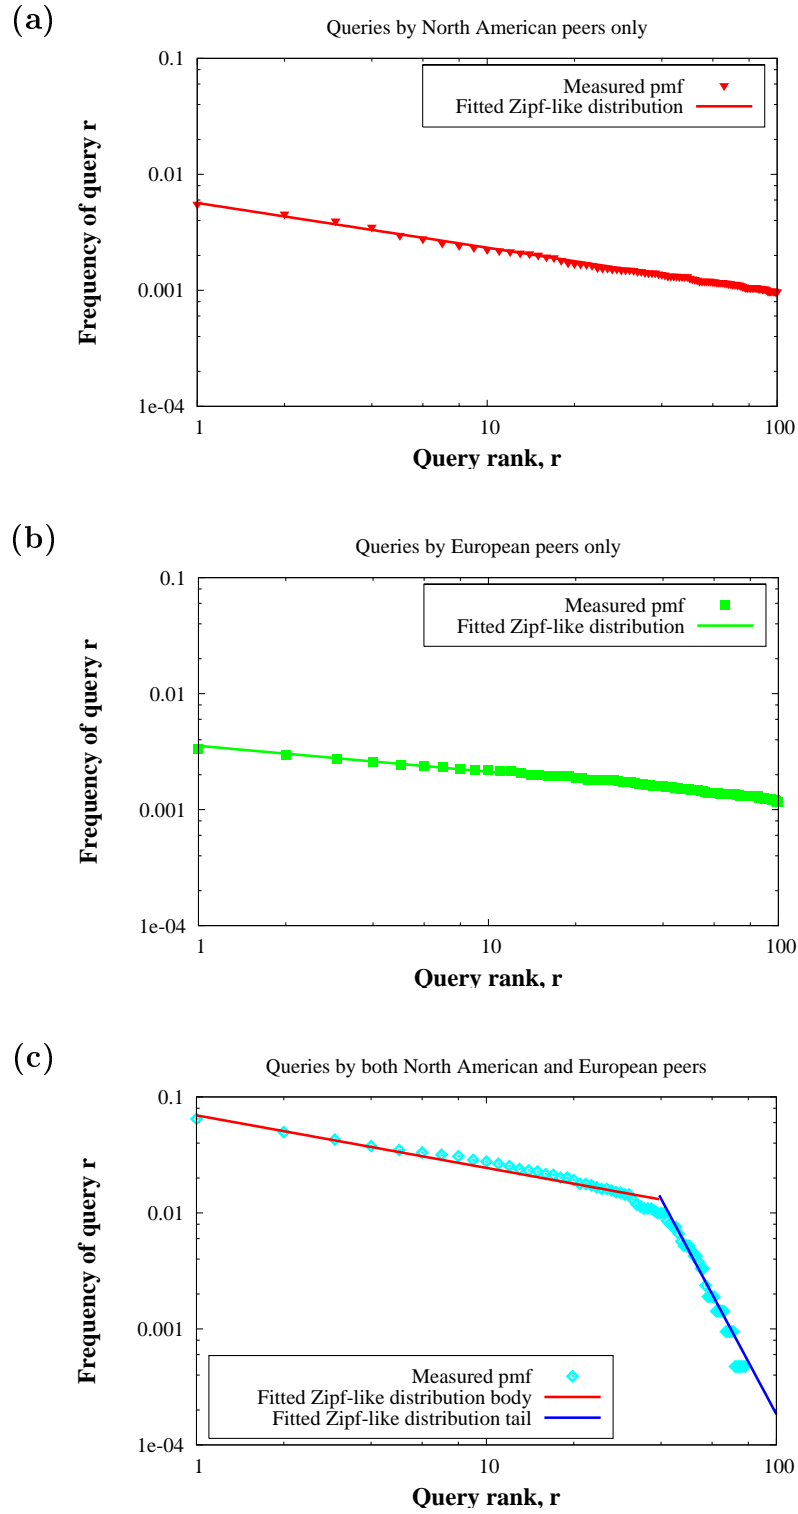 (a)
Queries by North American peers only
Measured pmf
Fitted Zipf-like distribution
0.1
0.01
0.001
1e-04
1 10 100
Frequency of query r
Query rank, r
(b)
Queries by European peers only
Measured pmf
Fitted Zipf-like distribution
0.1
0.01
0.001
1e-04
1 10 100
Frequency of query r
Query rank, r
(c)
Queries by both North American and European peers
0.1
0.01
0.001
1e-04
Measured pmf
Fitted Zipf-like distribution body
Fitted Zipf-like distribution tail
1 10 100
Frequency of query r
Query rank, r